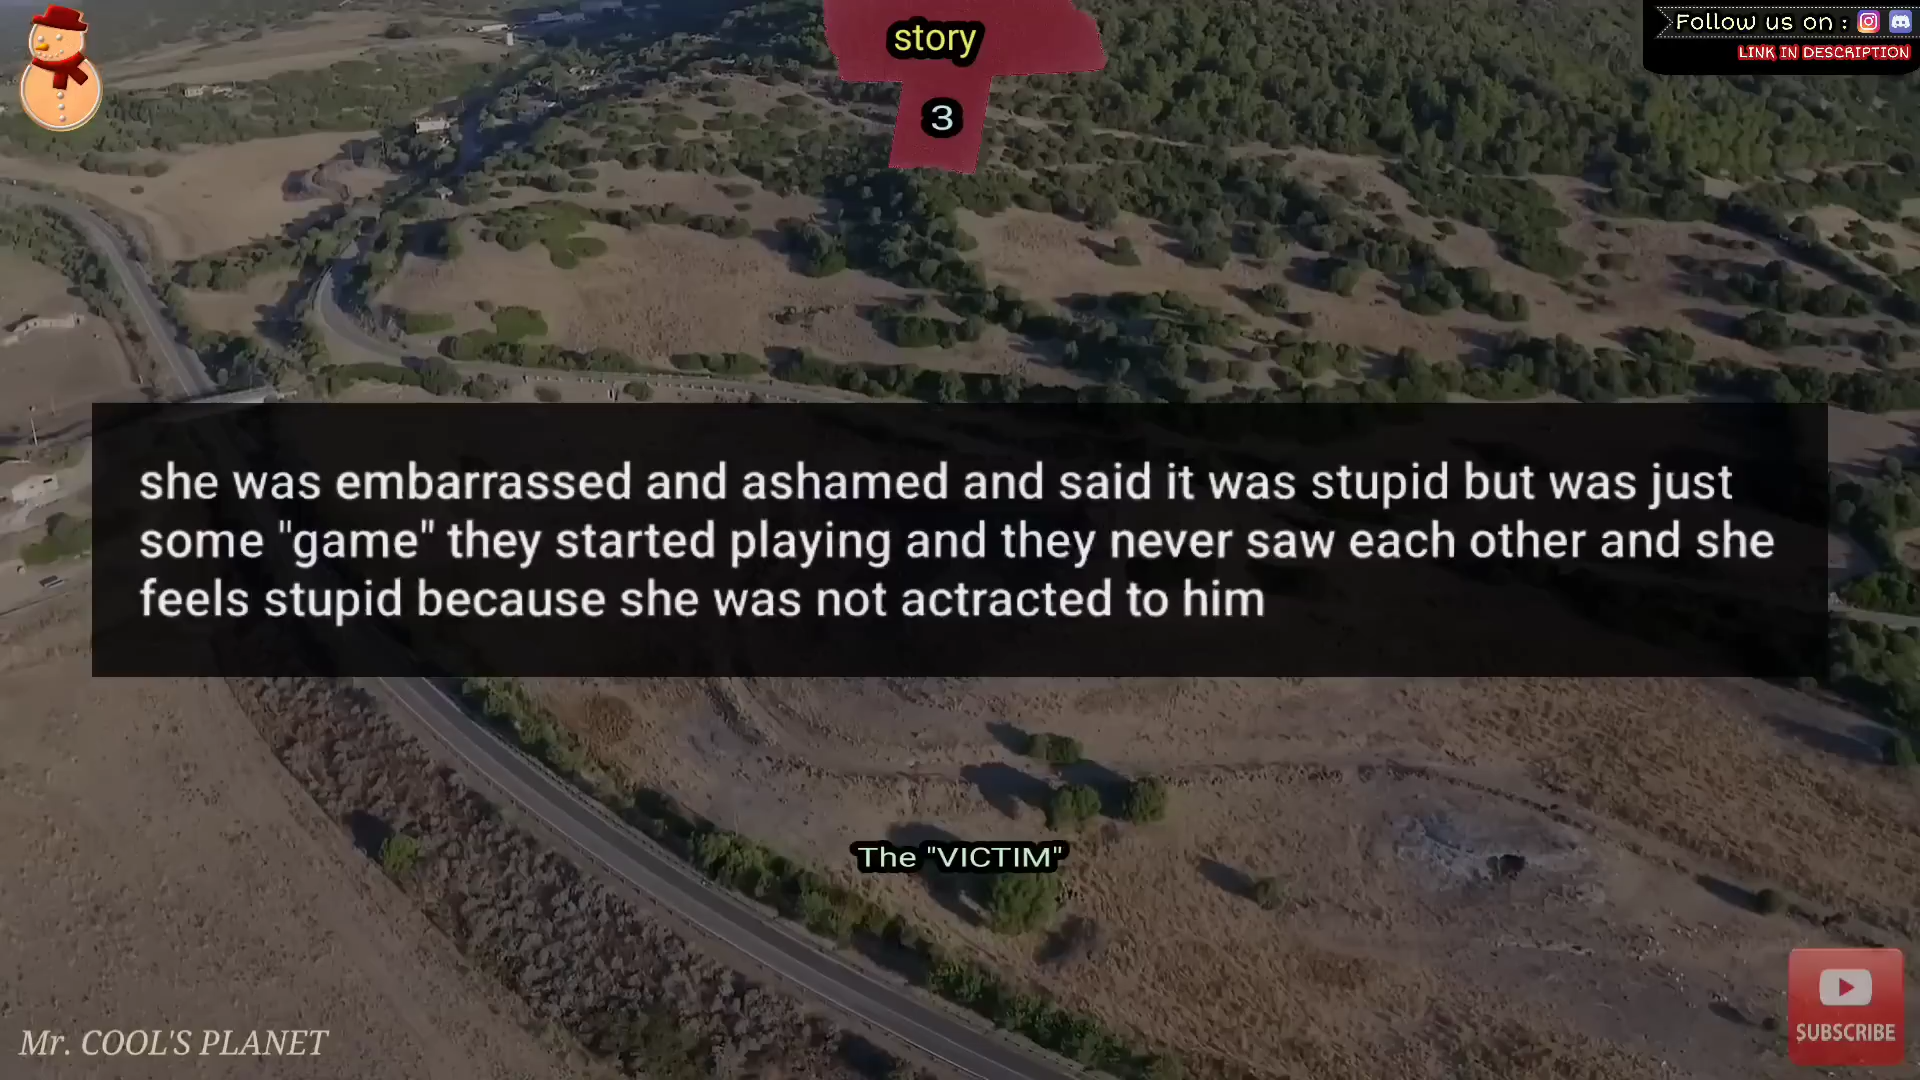 story
3
Follow us on :
LINK IN DESCRIPTION
she was embarrassed and ashamed and said it was stupid but was just
some "game" they started playing and they never saw each other and she
feels stupid because she was not actracted to him
The "VICTIM"
Mr. COOL'S PLANET
SUBSCRIBE